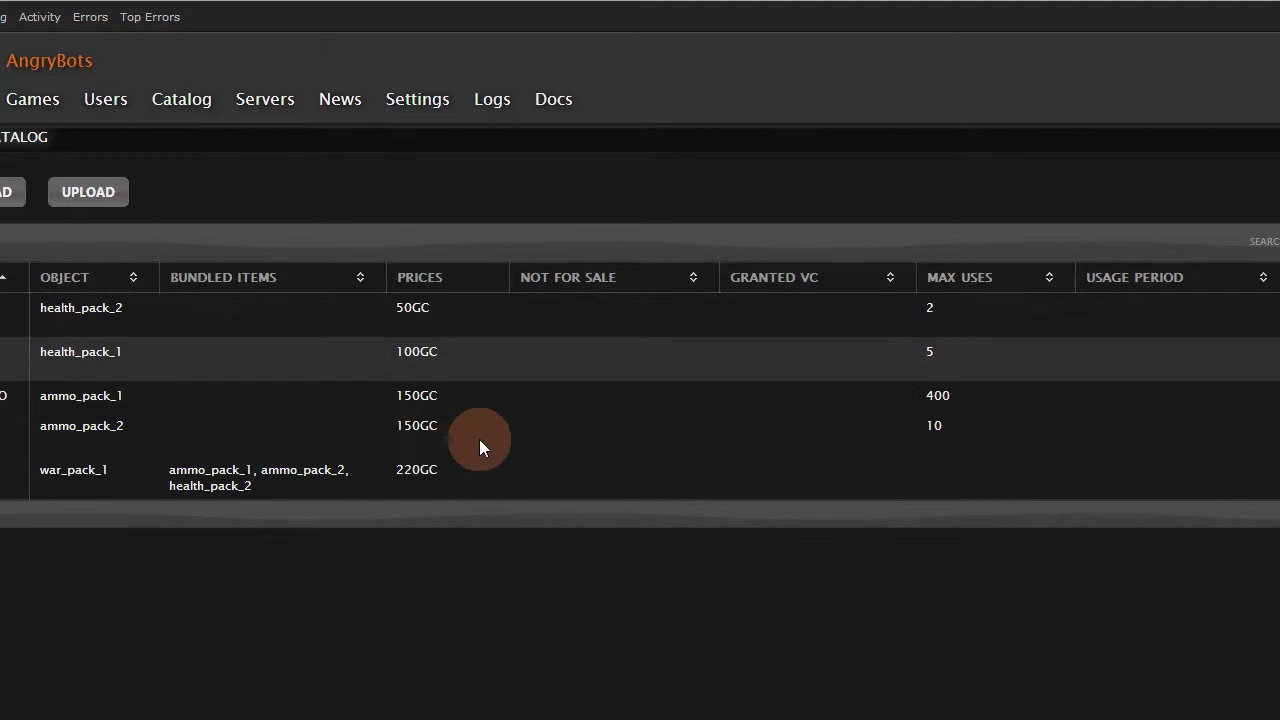 g Activity Errors Top Errors
AngryBots
Games Users Catalog Servers News Settings Logs Docs
TALOG
AD UPLOAD
SEARC
OBJECT BUNDLED ITEMS PRICES NOT FOR SALE GRANTED VC MAX USES USAGE PERIOD
health_pack_2 50GC 2
health_pack_1 100GC 5
O ammo_pack_1 150GC 400
ammo_pack_2 150GC 10
war_pack_1 ammo_pack_1, ammo_pack_2, 220GC
health_pack_2